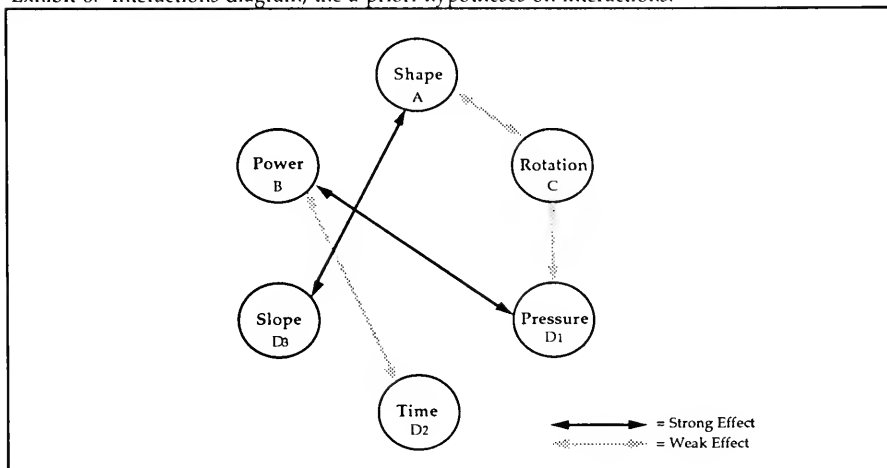 Exhibit 6: Interactions diagram, the a priori hypotheses on interactions.
Shape
A
Power
B
Rotation
C
Slope
D3
Pressure
D1
Time
D2
= Strong Effect
= Weak Effect